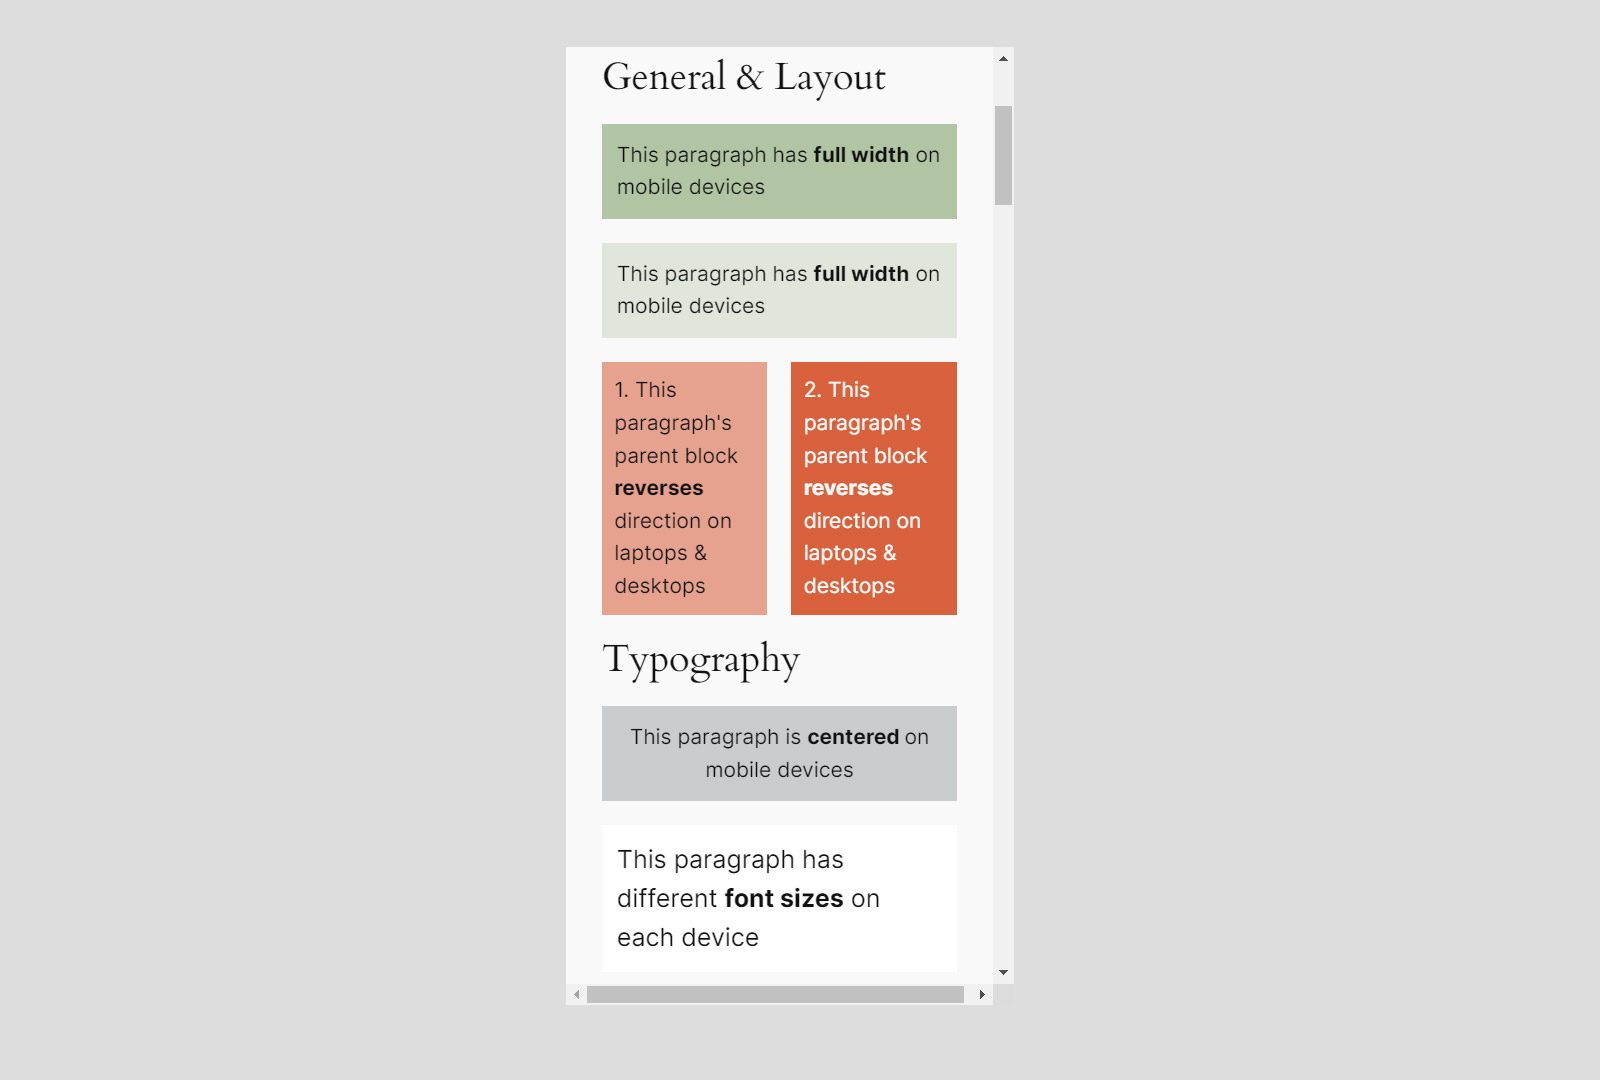 General & Layout
This paragraph has full width on
mobile devices
This paragraph has full width on
mobile devices
1. This
paragraph's
parent block
reverses
direction on
laptops &
desktops
2. This
paragraph's
parent block
reverses
direction on
laptops &
desktops
Typography
This paragraph is centered on
mobile devices
This paragraph has
different font sizes on
each device